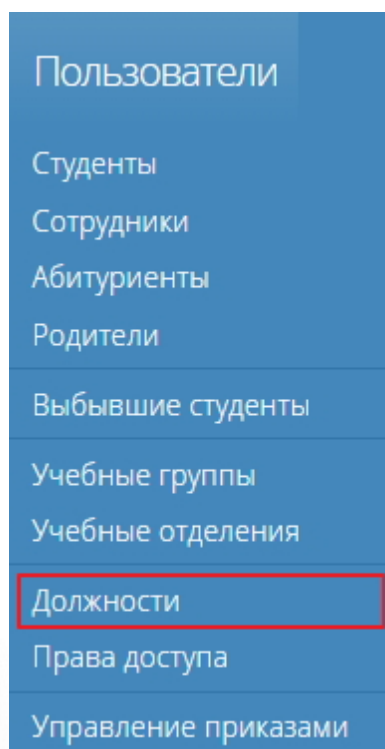 Пользователи
Студенты
Сотрудники
Абитуриенты
Родители
Выбывшие студенты
Учебные группы
Учебные отделения
Должности
Права доступа
Управление приказами